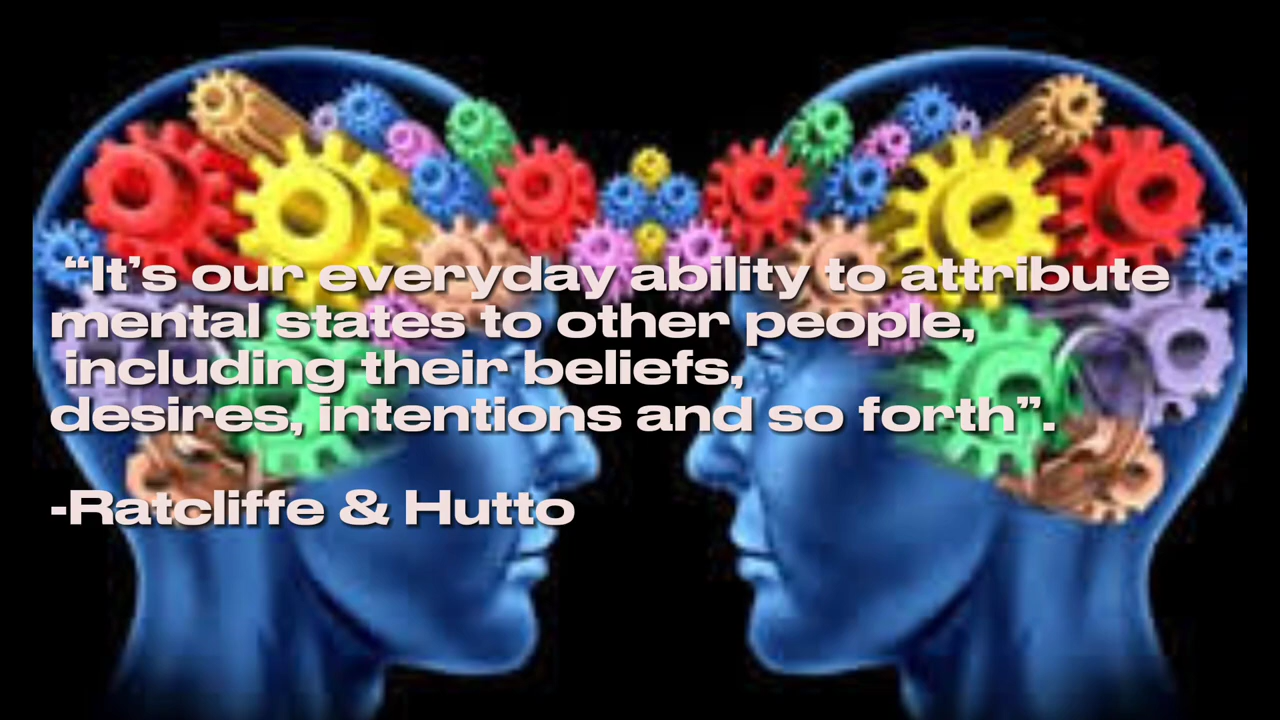 “It’s our everyday ability to attribute
mental states to other people,
including their beliefs,
desires, intentions and so forth”.
-Ratcliffe & Hutto